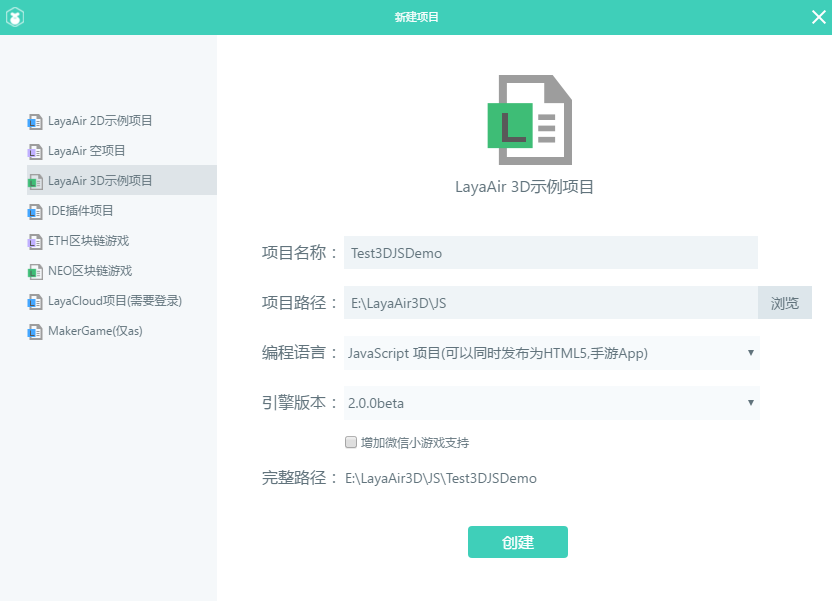 新建项目
LayaAir 2D示例项目
LayaAir 空项目
LayaAir 3D示例项目
IDE插件项目
ETH区块链游戏
NEO区块链游戏
LayaCloud项目(需要登录)
MakerGame(仅as)
L
LayaAir 3D示例项目
项目名称： Test3DJSDemo
项目路径： E:\LayaAir3D\JS 浏览
编程语言： JavaScript 项目(可以同时发布为HTML5,手游App)
引擎版本： 2.0.0beta
增加微信小游戏支持
完整路径： E:\LayaAir3D\JS\Test3DJSDemo
创建